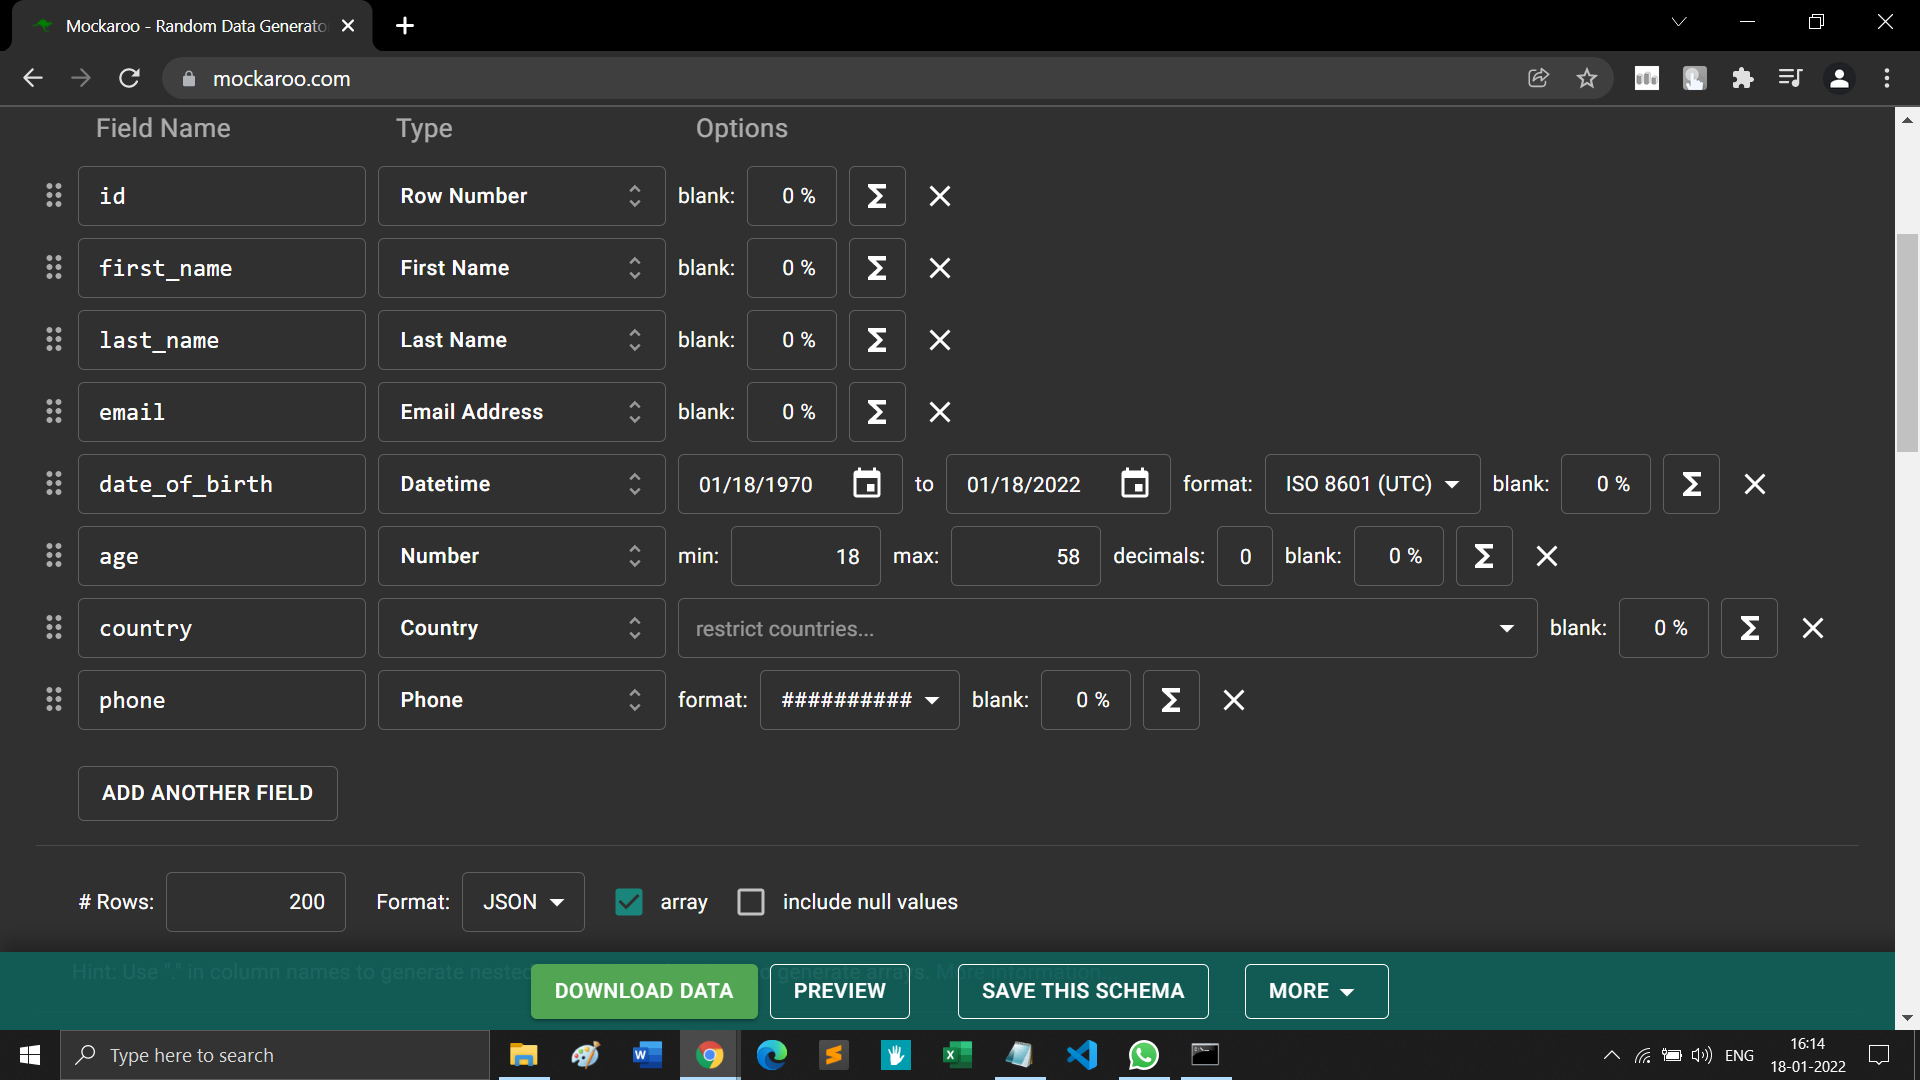 Mockaroo - Random Data Generato
mockaroo.com
Field Name Type Options
id Row Number blank: 0 % Σ
first_name First Name blank: 0 % Σ
last_name Last Name blank: 0 % Σ
email Email Address blank: 0 % Σ
date_of_birth Datetime 01/18/1970 to 01/18/2022 format: ISO 8601 (UTC) blank: 0 % Σ
age Number min: 18 max: 58 decimals: 0 blank: 0 % Σ
country Country restrict countries... blank: 0 % Σ
phone Phone format: ########## blank: 0 % Σ
ADD ANOTHER FIELD
# Rows: 200 Format: JSON array include null values
Hint: Use "." in column names to generate neste generate arrays. More information
DOWNLOAD DATA PREVIEW SAVE THIS SCHEMA MORE
Type here to search
ENG
16:14
18-01-2022